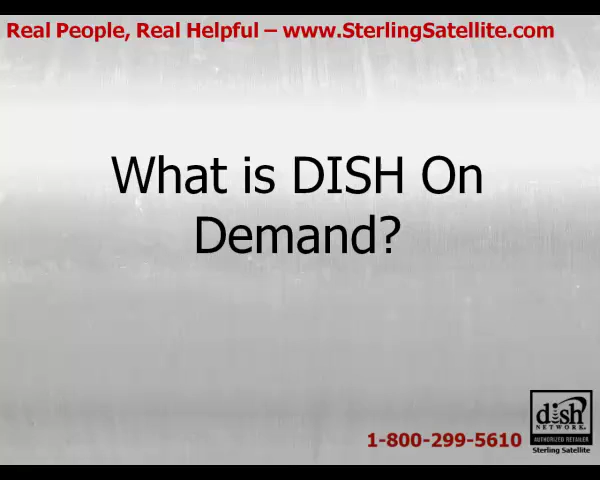 Real People, Real Helpful – www.SterlingSatellite.com
What is DISH On
Demand?
1-800-299-5610
dish
NETWORK
AUTHORIZED RETAILER
Sterling Satellite